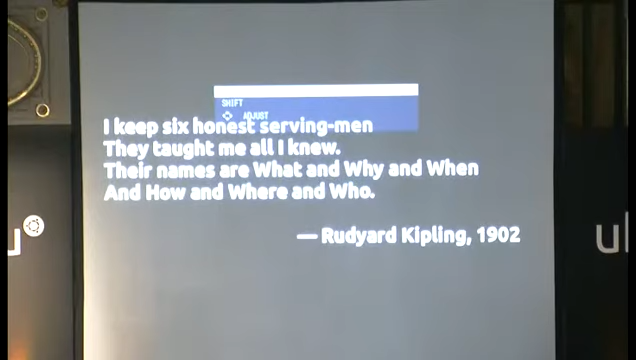 SHIFT
ADJUST
I keep six honest serving-men
They taught me all I knew.
Their names are What and Why and When
And How and Where and Who.
— Rudyard Kipling, 1902
u
ul